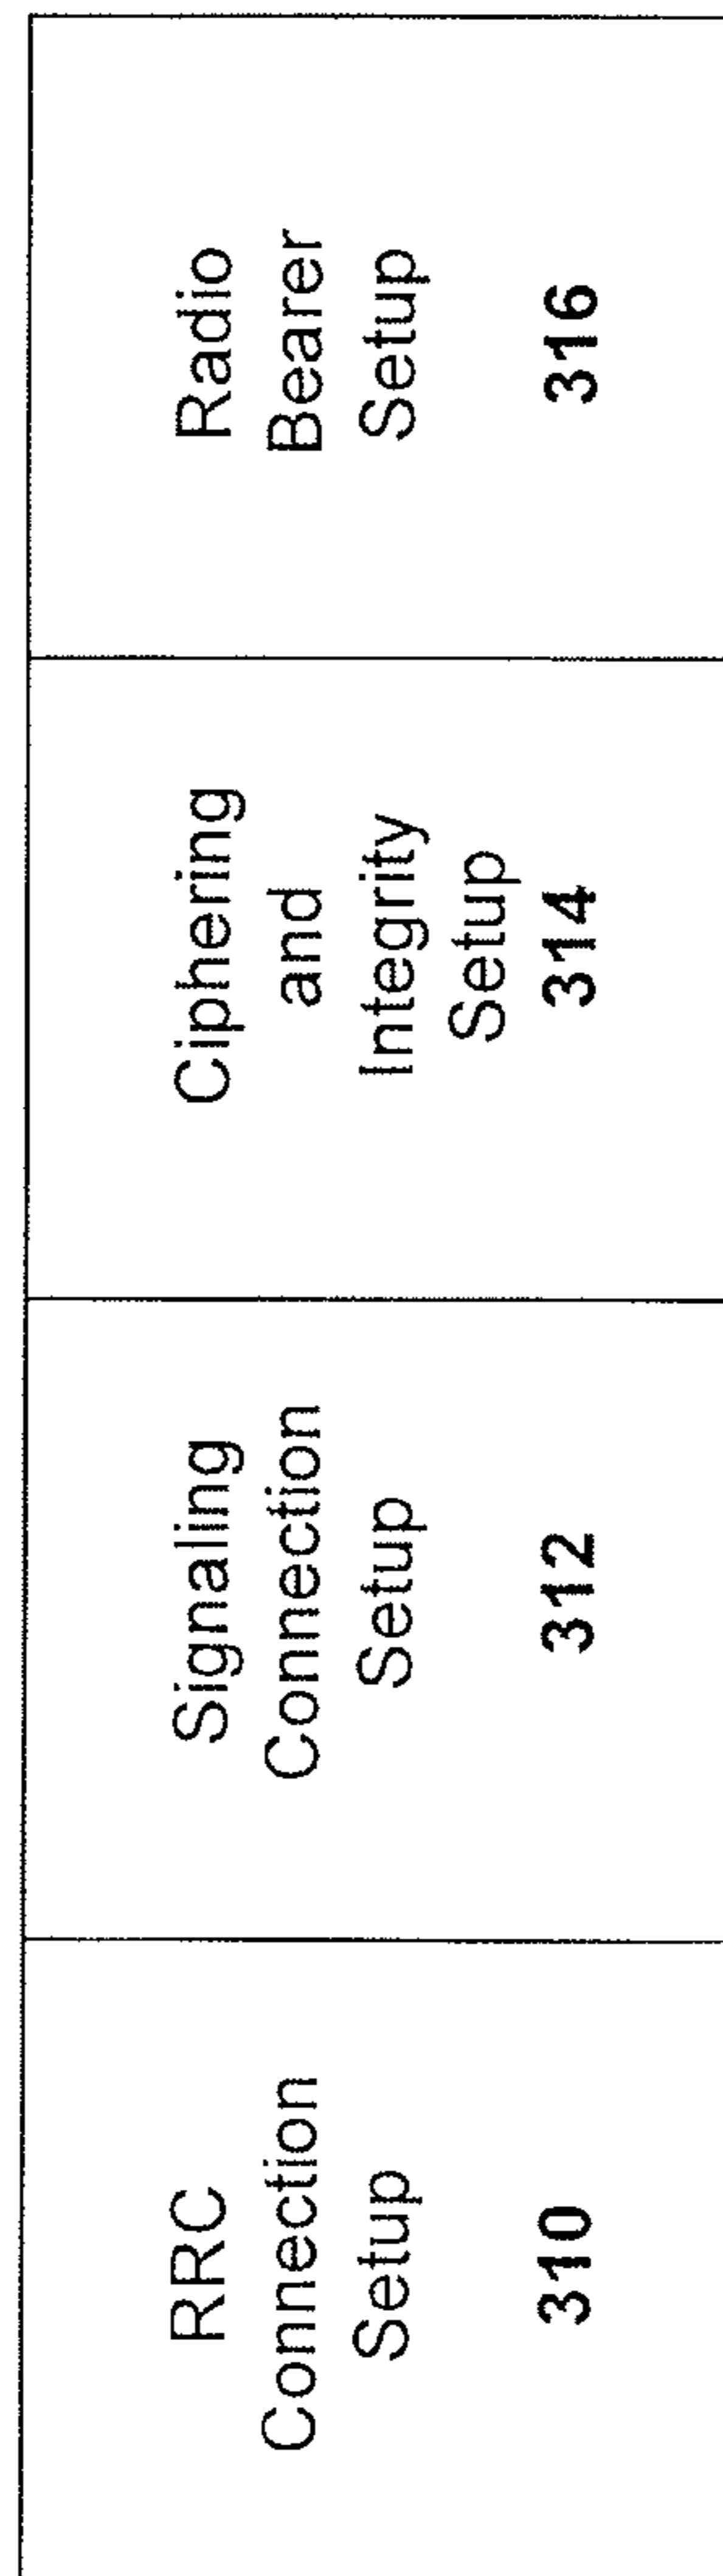 RRC
Connection
Setup
310
Signaling
Connection
Setup
312
Ciphering
and
Integrity
Setup
314
Radio
Bearer
Setup
316